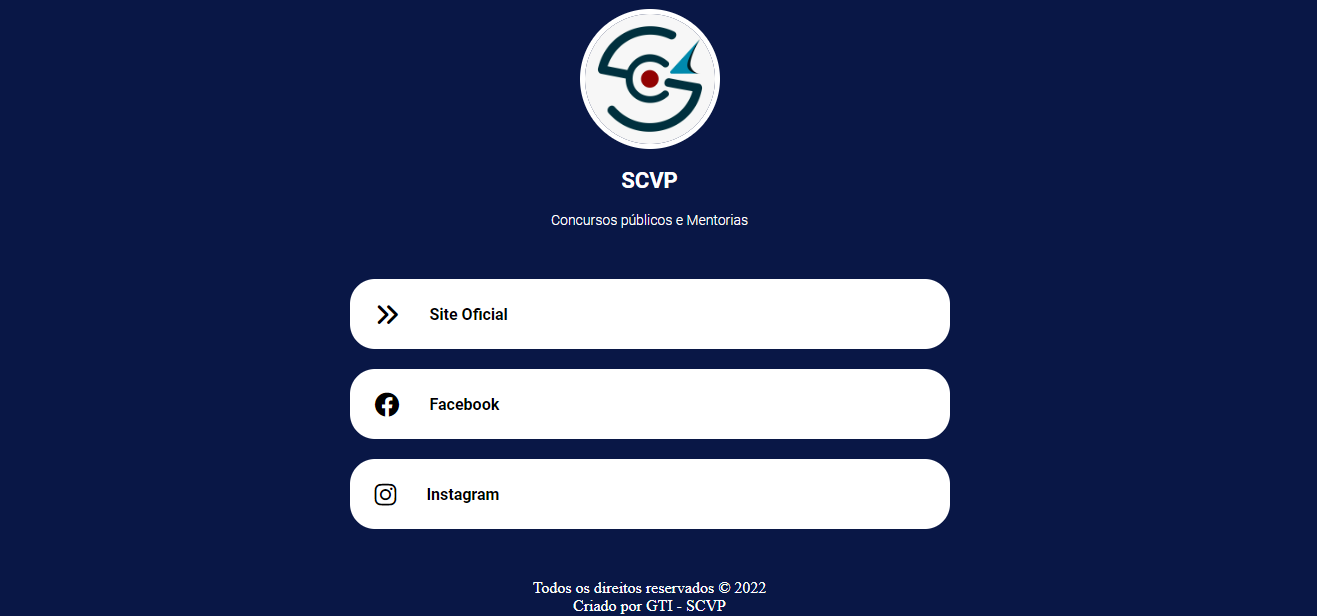 SCVP
Concursos públicos e Mentorias
Site Oficial
Facebook
Instagram
Todos os direitos reservados © 2022
Criado por GTI - SCVP